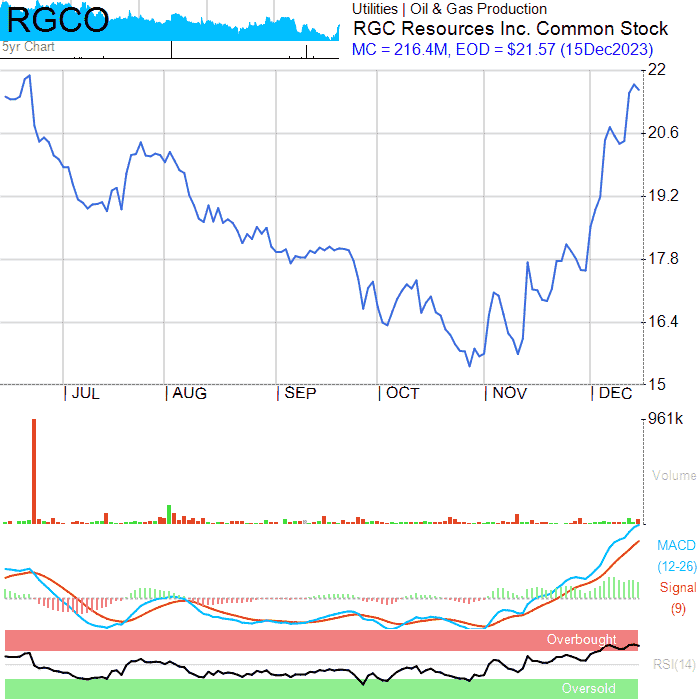 RGCO
5yr Chart
Utilities | Oil & Gas Production
RGC Resources Inc. Common Stock
MC = 216.4M, EOD = $21.57 (15Dec2023)
22
20.6
19.2
17.8
16.4
15
JUL
AUG
SEP
OCT
NOV
DEC
961k
Volume
MACD
(12-26)
Signal
(9)
Overbought
RSI(14)
Oversold